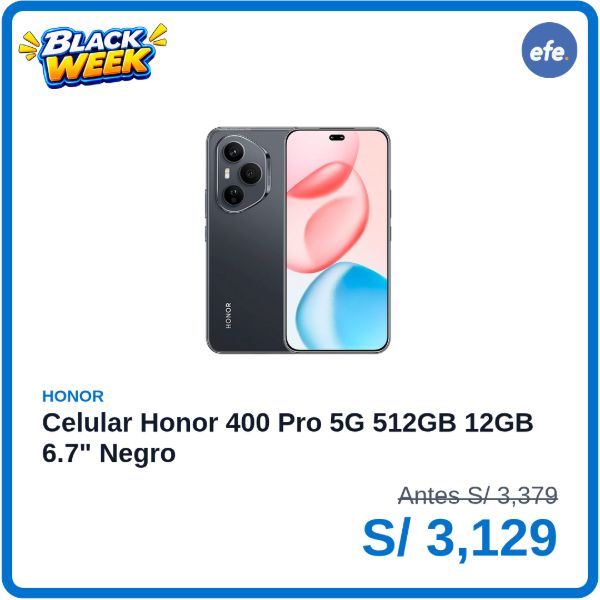 BLACK
WEEK
efe.
HONOR
HONOR
Celular Honor 400 Pro 5G 512GB 12GB
6.7" Negro
Antes S/ 3,379
S/ 3,129